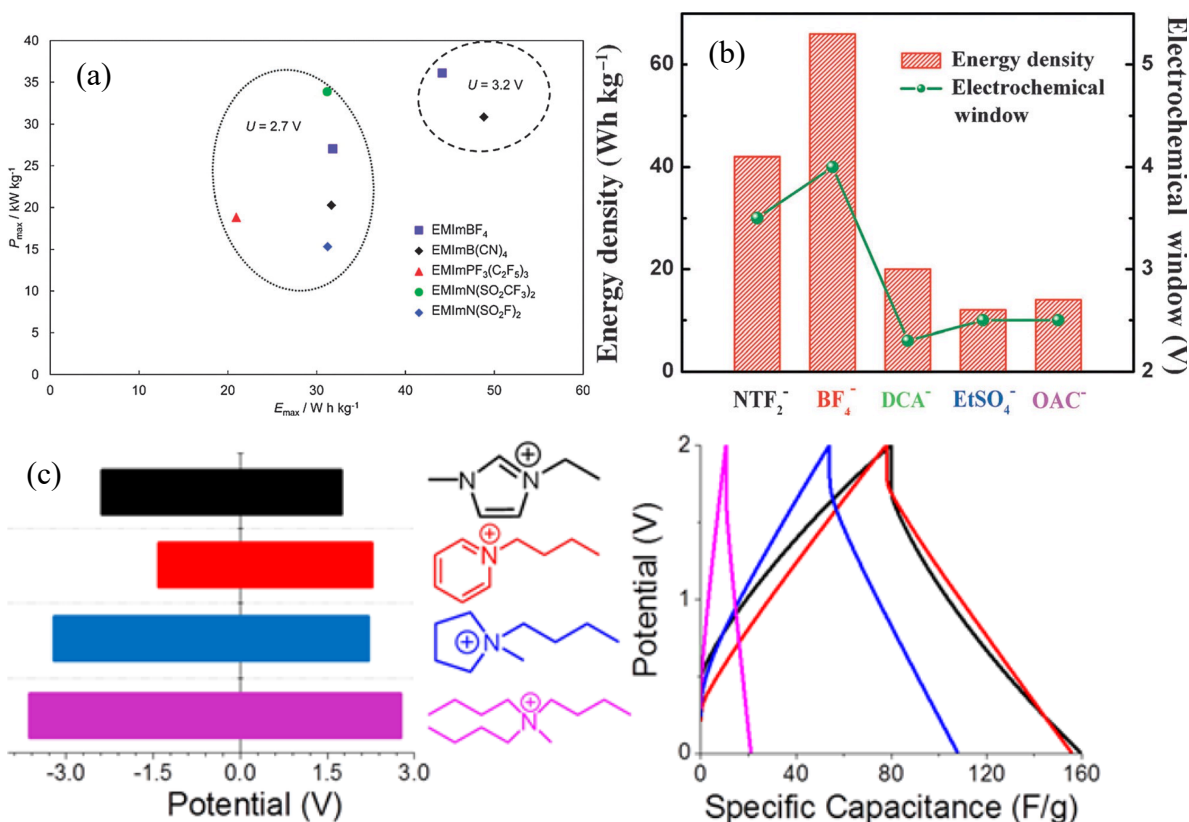 (a)
40
35
30
25
20
15
10
5
0
P_max / kW kg⁻¹
U = 3.2 V
U = 2.7 V
EMImBF₄
EMImB(CN)₄
EMImPF₃(C₂F₅)₃
EMImN(SO₂CF₃)₂
EMImN(SO₂F)₂
0 10 20 30 40 50 60
E_max / W h kg⁻¹
(b)
Energy density (Wh kg⁻¹)
60
40
20
0
Energy density
Electrochemical
window
5
4
3
2
Electrochemical window (V)
NTF₂⁻ BF₄⁻ DCA⁻ EtSO₄⁻ OAC⁻
(c)
N N ⊕
N ⊕
N ⊕
N ⊕
-3.0 -1.5 0.0 1.5 3.0
Potential (V)
Potential (V)
2
1
0
0 40 80 120 160
Specific Capacitance (F/g)